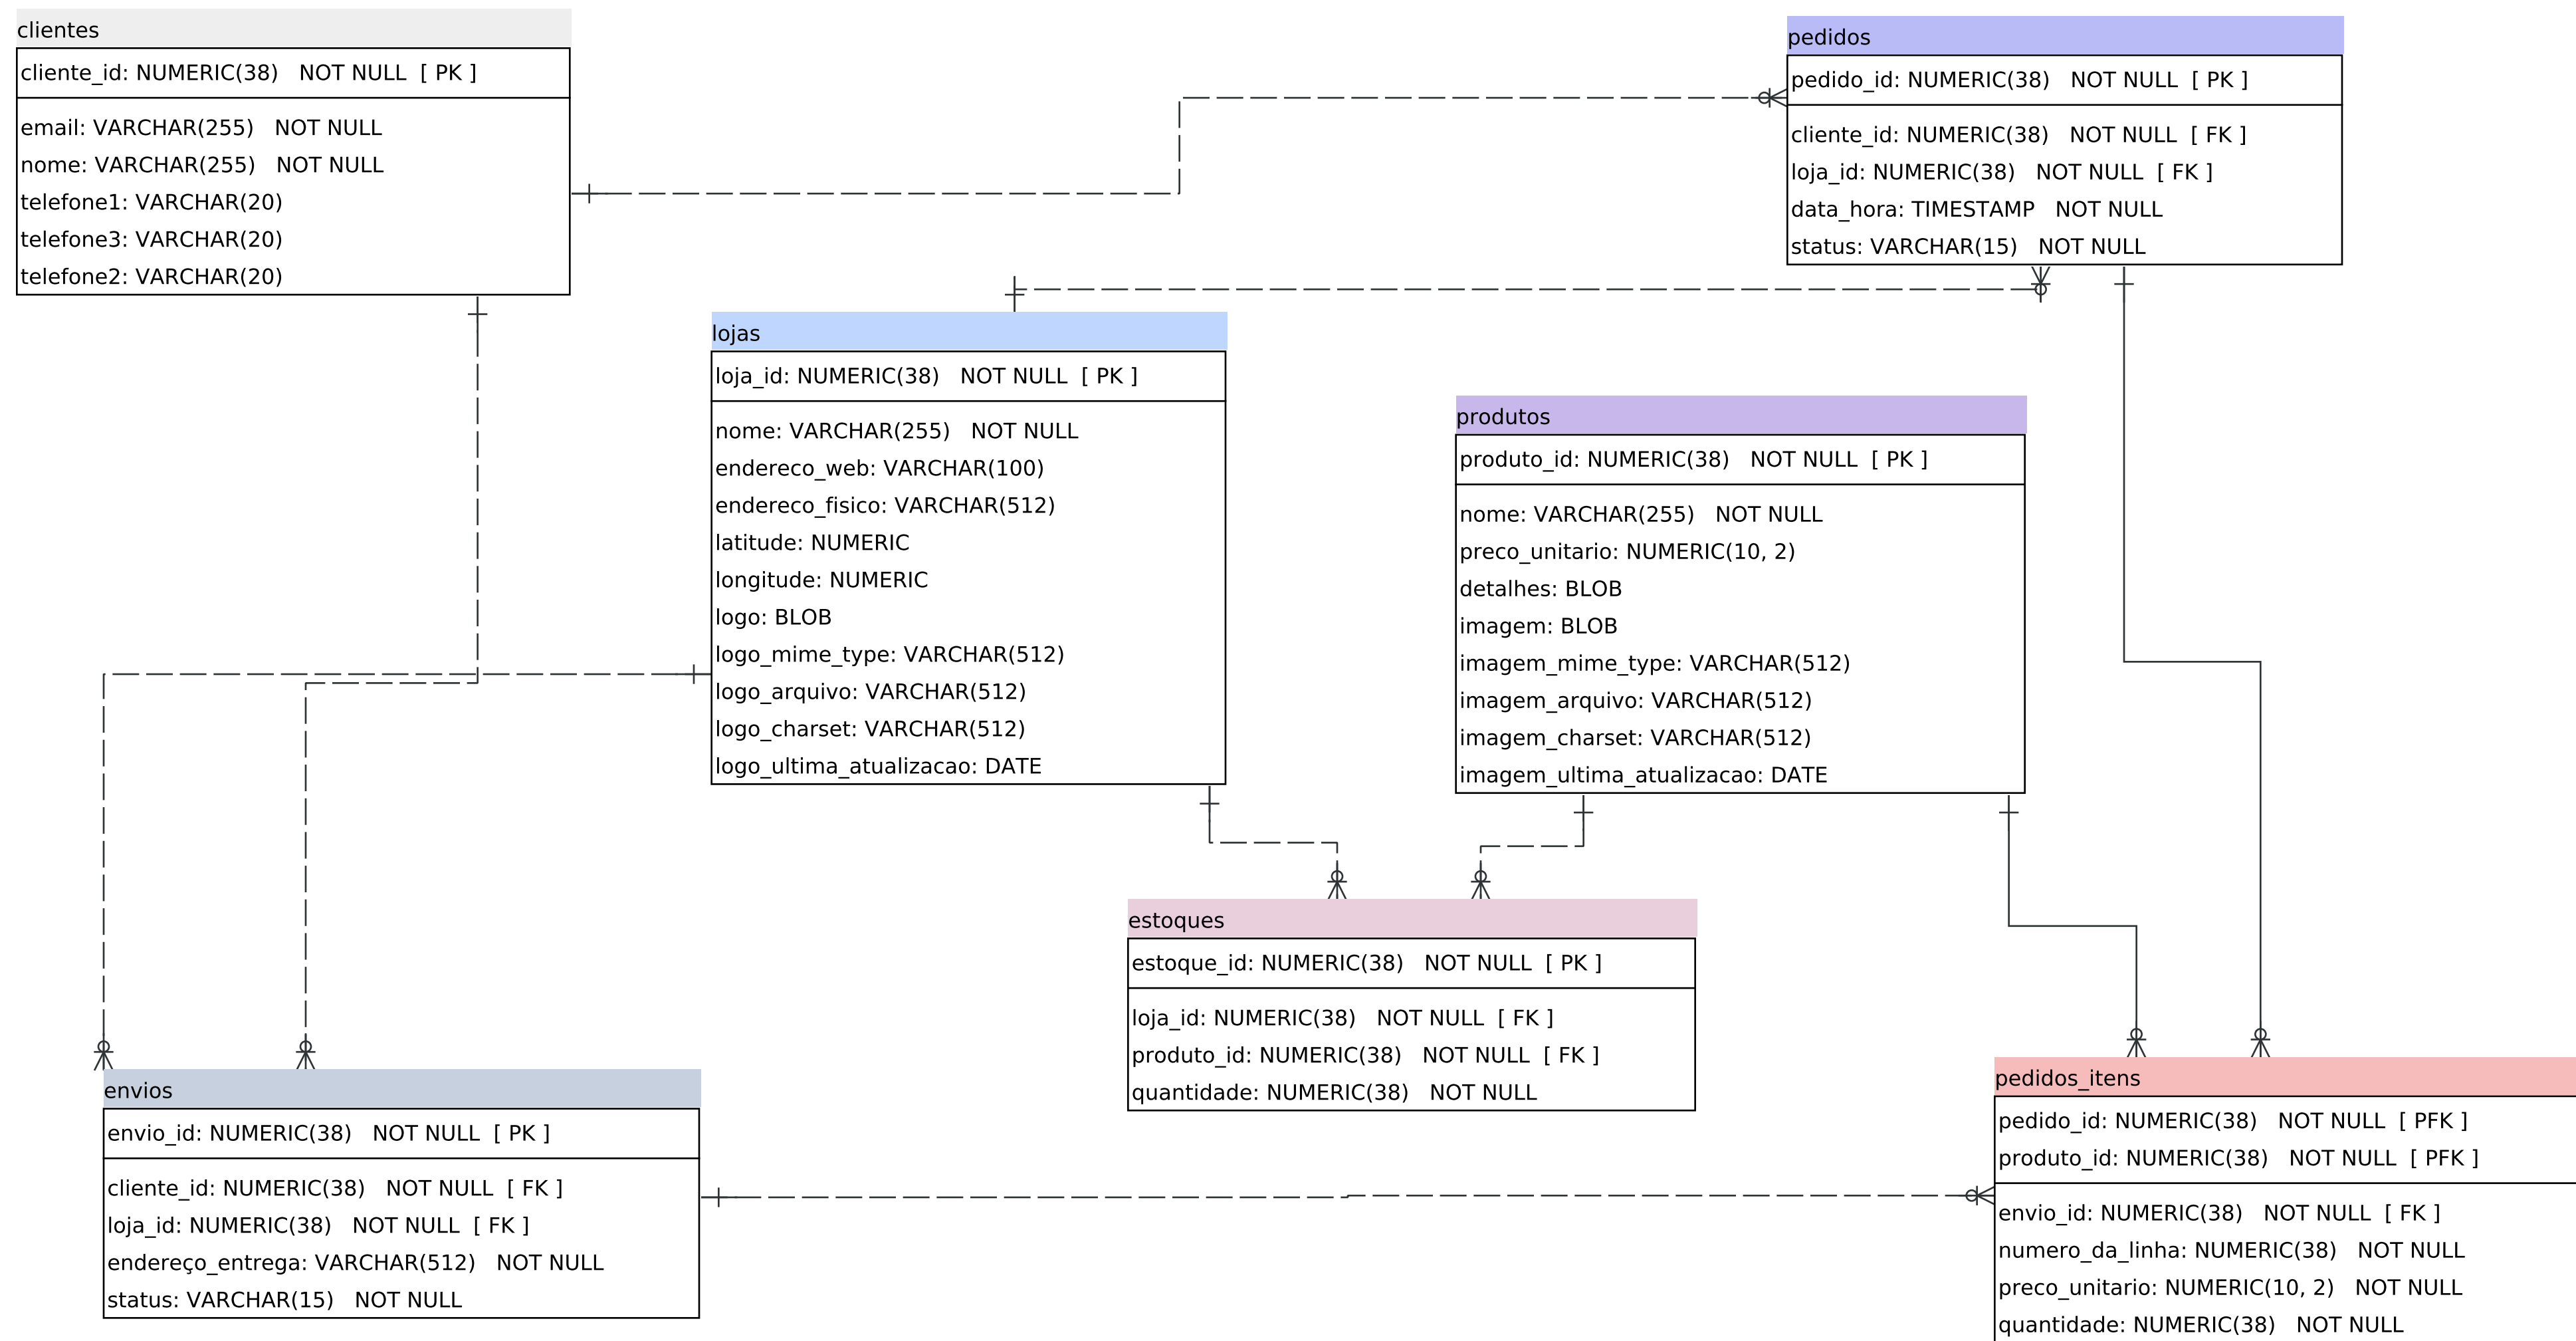 clientes
cliente_id: NUMERIC(38) NOT NULL [ PK ]
email: VARCHAR(255) NOT NULL
nome: VARCHAR(255) NOT NULL
telefone1: VARCHAR(20)
telefone3: VARCHAR(20)
telefone2: VARCHAR(20)
pedidos
pedido_id: NUMERIC(38) NOT NULL [ PK ]
cliente_id: NUMERIC(38) NOT NULL [ FK ]
loja_id: NUMERIC(38) NOT NULL [ FK ]
data_hora: TIMESTAMP NOT NULL
status: VARCHAR(15) NOT NULL
lojas
loja_id: NUMERIC(38) NOT NULL [ PK ]
nome: VARCHAR(255) NOT NULL
endereco_web: VARCHAR(100)
endereco_fisico: VARCHAR(512)
latitude: NUMERIC
longitude: NUMERIC
logo: BLOB
logo_mime_type: VARCHAR(512)
logo_arquivo: VARCHAR(512)
logo_charset: VARCHAR(512)
logo_ultima_atualizacao: DATE
produtos
produto_id: NUMERIC(38) NOT NULL [ PK ]
nome: VARCHAR(255) NOT NULL
preco_unitario: NUMERIC(10, 2)
detalhes: BLOB
imagem: BLOB
imagem_mime_type: VARCHAR(512)
imagem_arquivo: VARCHAR(512)
imagem_charset: VARCHAR(512)
imagem_ultima_atualizacao: DATE
estoques
estoque_id: NUMERIC(38) NOT NULL [ PK ]
loja_id: NUMERIC(38) NOT NULL [ FK ]
produto_id: NUMERIC(38) NOT NULL [ FK ]
quantidade: NUMERIC(38) NOT NULL
envios
envio_id: NUMERIC(38) NOT NULL [ PK ]
cliente_id: NUMERIC(38) NOT NULL [ FK ]
loja_id: NUMERIC(38) NOT NULL [ FK ]
endereço_entrega: VARCHAR(512) NOT NULL
status: VARCHAR(15) NOT NULL
pedidos_itens
pedido_id: NUMERIC(38) NOT NULL [ PFK ]
produto_id: NUMERIC(38) NOT NULL [ PFK ]
envio_id: NUMERIC(38) NOT NULL [ FK ]
numero_da_linha: NUMERIC(38) NOT NULL
preco_unitario: NUMERIC(10, 2) NOT NULL
quantidade: NUMERIC(38) NOT NULL